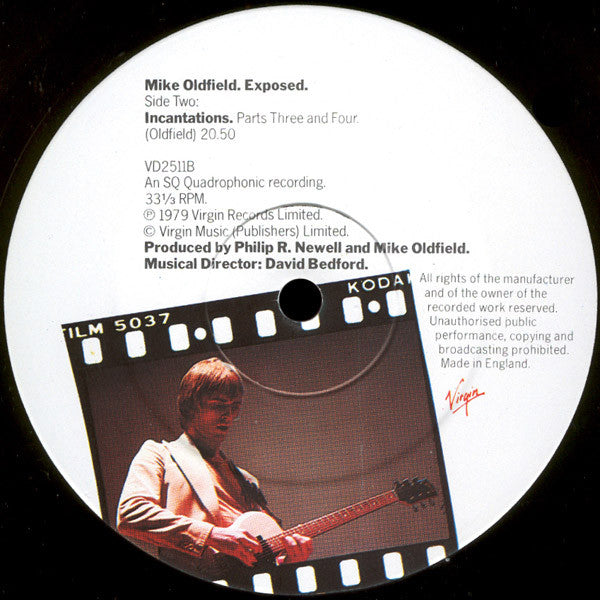 Mike Oldfield. Exposed.
Side Two:
Incantations. Parts Three and Four.
(Oldfield) 20.50
VD2511B
An SQ Quadrophonic recording.
33⅓ RPM.
℗ 1979 Virgin Records Limited.
© Virgin Music (Publishers) Limited.
Produced by Philip R. Newell and Mike Oldfield.
Musical Director: David Bedford.
All rights of the manufacturer
and of the owner of the
recorded work reserved.
Unauthorised public
performance, copying and
broadcasting prohibited.
Made in England.
Virgin
FILM 5037
KODAK